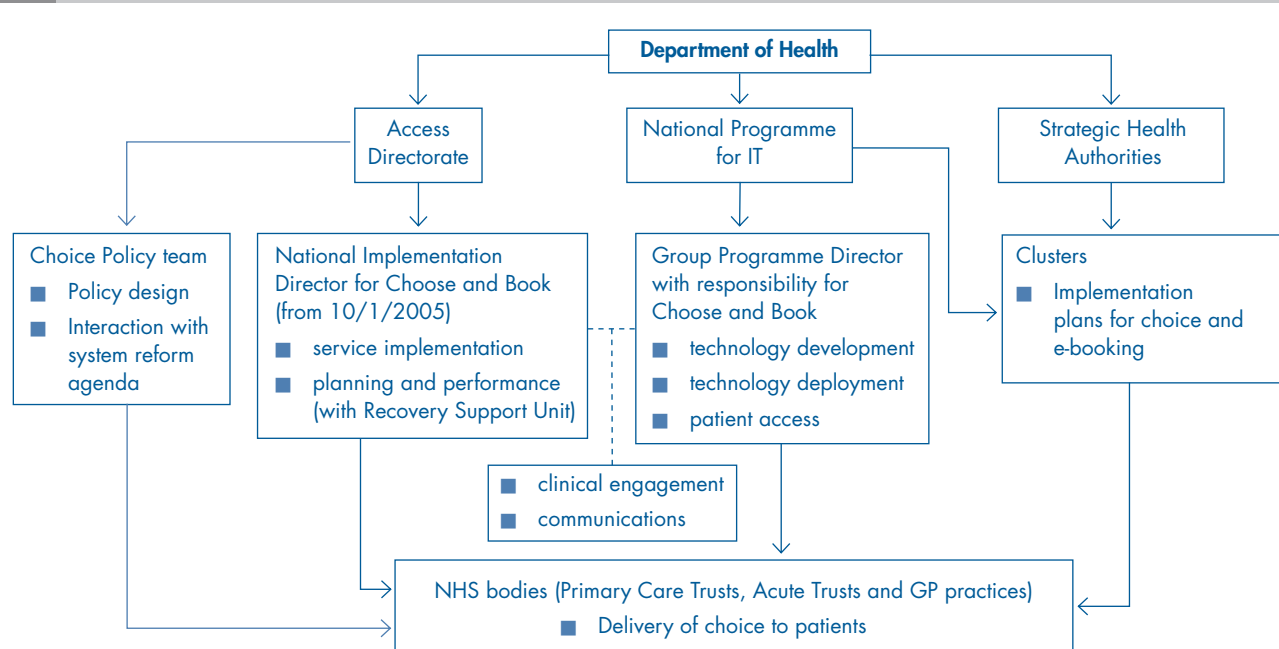 Department of Health
Access
Directorate
National Programme
for IT
Strategic Health
Authorities
Choice Policy team
■ Policy design
■ Interaction with
system reform
agenda
National Implementation
Director for Choose and Book
(from 10/1/2005)
■ service implementation
■ planning and performance
(with Recovery Support Unit)
Group Programme Director
with responsibility for
Choose and Book
■ technology development
■ technology deployment
■ patient access
Clusters
■ Implementation
plans for choice and
e-booking
■ clinical engagement
■ communications
NHS bodies (Primary Care Trusts, Acute Trusts and GP practices)
■ Delivery of choice to patients